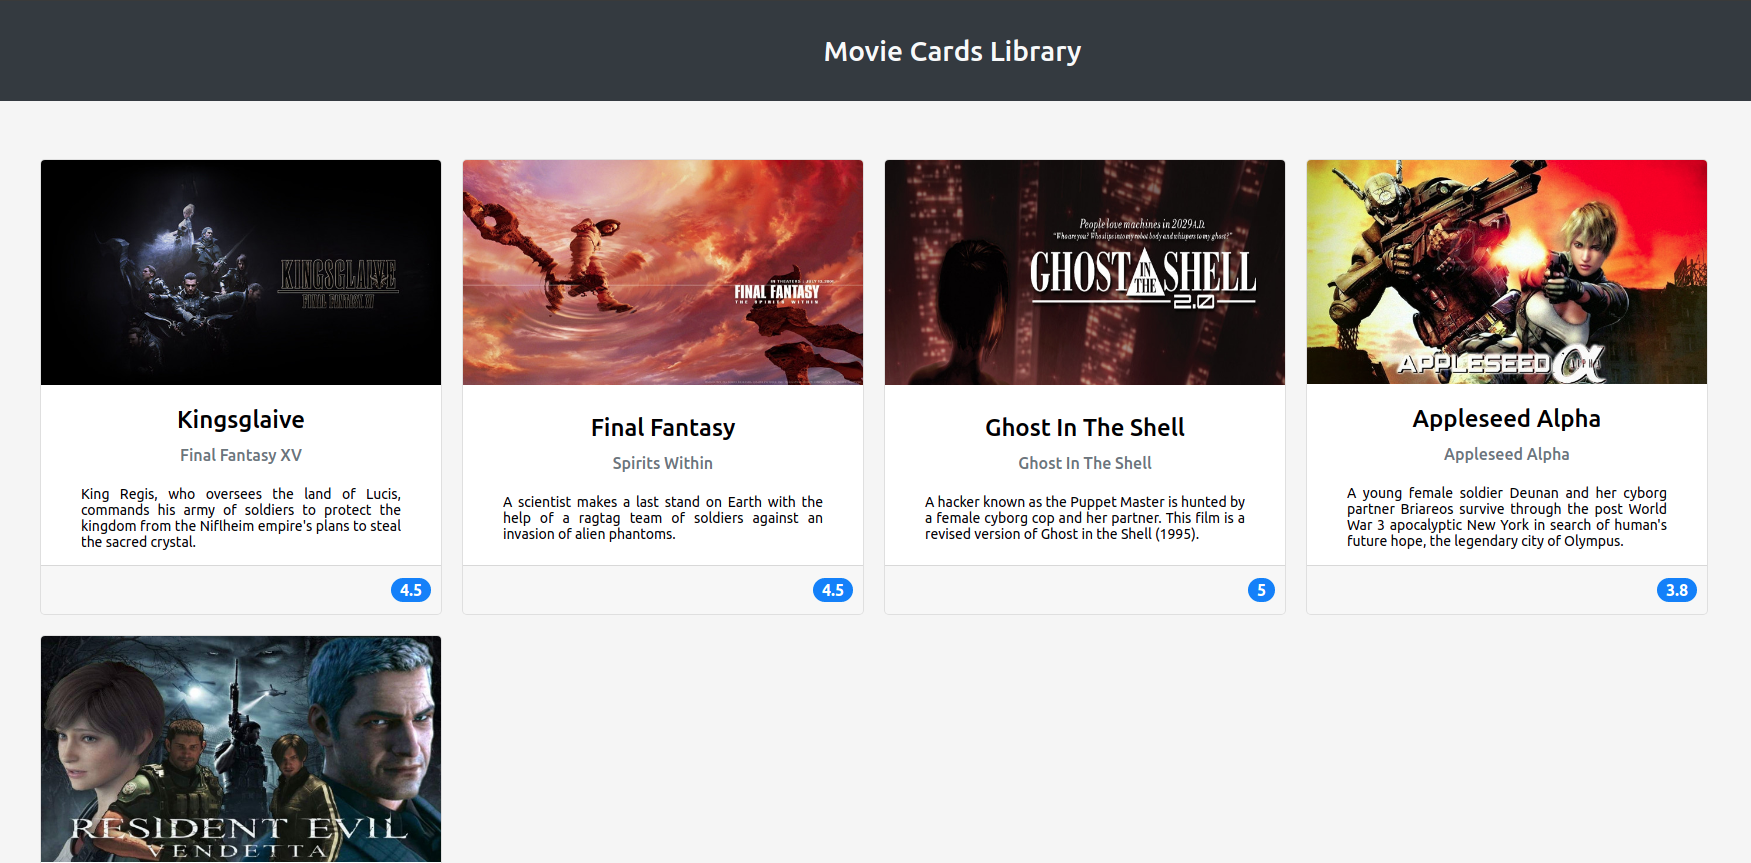 Movie Cards Library
KINGSGLAIVE
FINAL FANTASY XV
Kingsglaive
Final Fantasy XV
King Regis, who oversees the land of Lucis,
commands his army of soldiers to protect the
kingdom from the Niflheim empire's plans to steal
the sacred crystal.
4.5
IN THEATERS
FINAL FANTASY
THE SPIRITS WITHIN
Final Fantasy
Spirits Within
A scientist makes a last stand on Earth with the
help of a ragtag team of soldiers against an
invasion of alien phantoms.
4.5
People love machines in 2029 A.D.
"Who are you? Who slips into my robot body and whispers to my ghost?"
GHOST IN THE SHELL
2.0
Ghost In The Shell
Ghost In The Shell
A hacker known as the Puppet Master is hunted by
a female cyborg cop and her partner. This film is a
revised version of Ghost in the Shell (1995).
5
APPLESEED α ALPHA
Appleseed Alpha
Appleseed Alpha
A young female soldier Deunan and her cyborg
partner Briareos survive through the post World
War 3 apocalyptic New York in search of human's
future hope, the legendary city of Olympus.
3.8
RESIDENT EVIL
VENDETTA